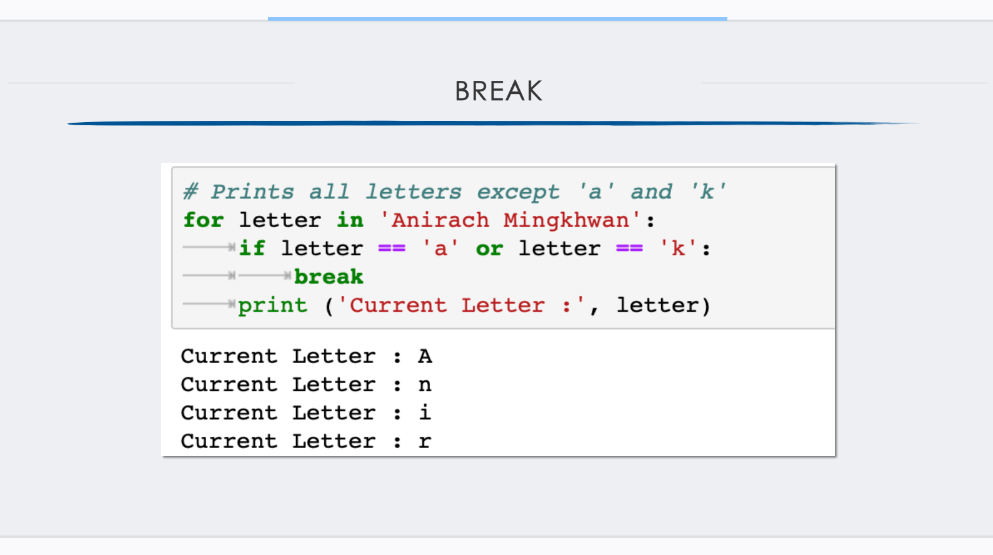 BREAK
# Prints all letters except 'a' and 'k'
for letter in 'Anirach Mingkhwan':
if letter == 'a' or letter == 'k':
break
print ('Current Letter :', letter)
Current Letter : A
Current Letter : n
Current Letter : i
Current Letter : r